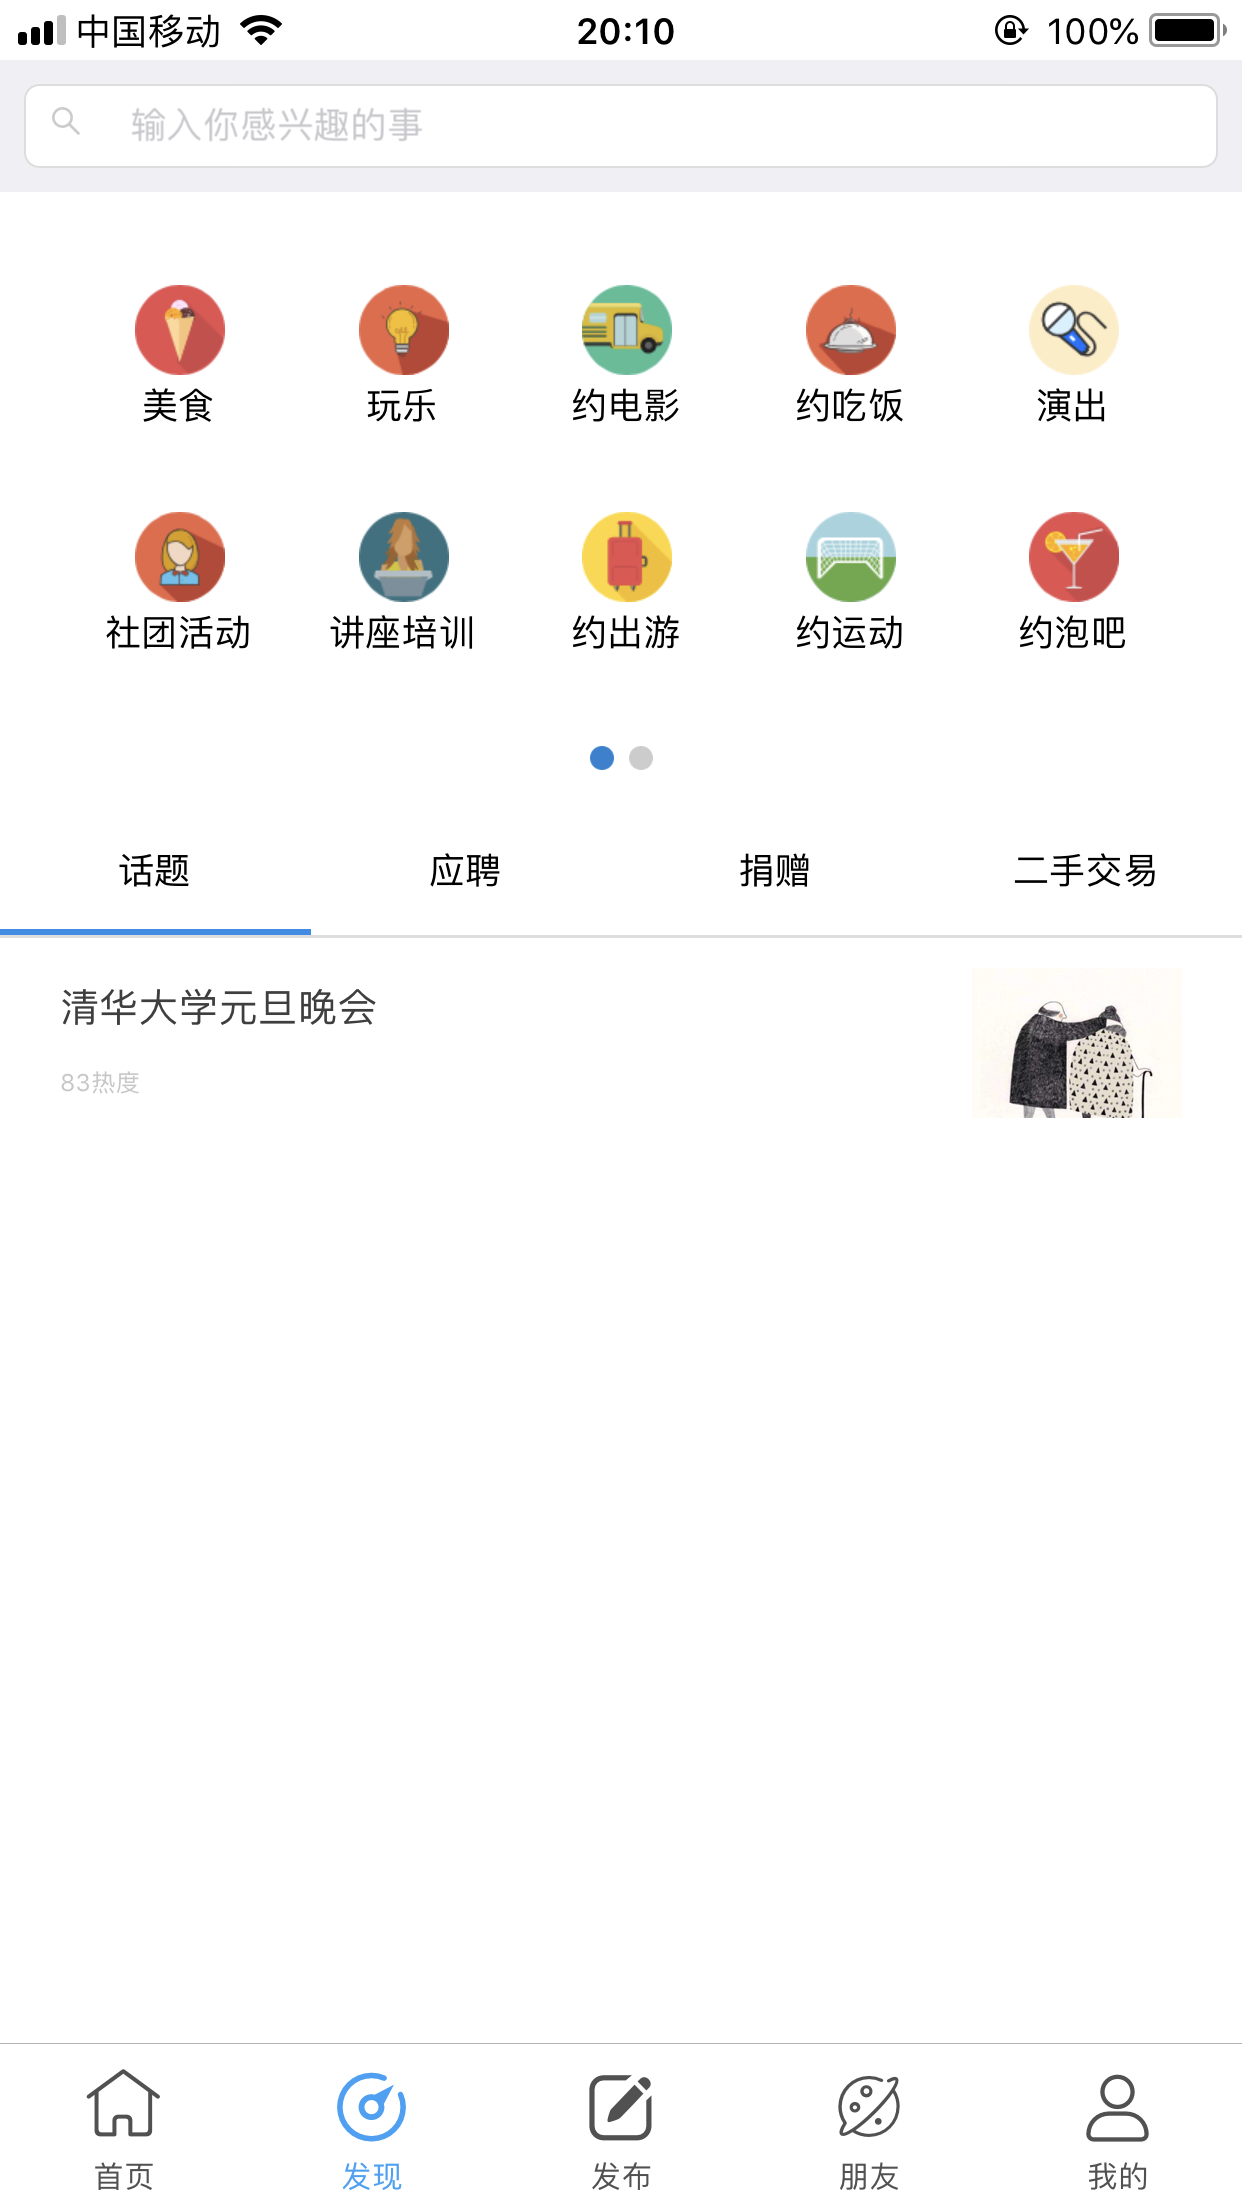 中国移动 20:10 100%
输入你感兴趣的事
美食 玩乐 约电影 约吃饭 演出
社团活动 讲座培训 约出游 约运动 约泡吧
话题 应聘 捐赠 二手交易
清华大学元旦晚会
83热度
首页 发现 发布 朋友 我的